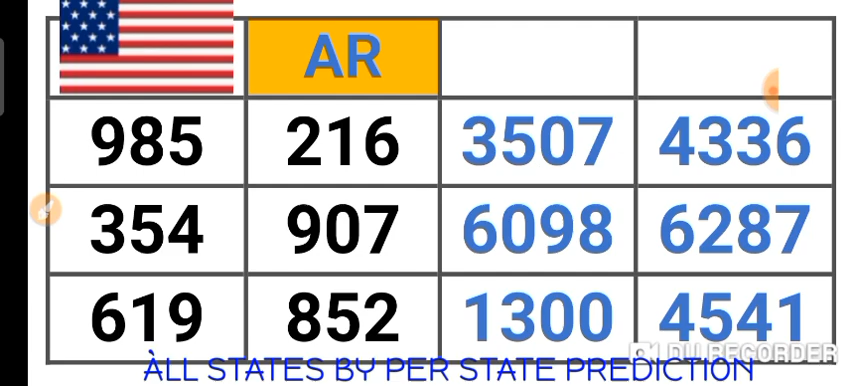 AR
985 216 3507 4336
354 907 6098 6287
619 852 1300 4541
DU RECORDER
ÀLL STATES BY PER STATE PREDICTION